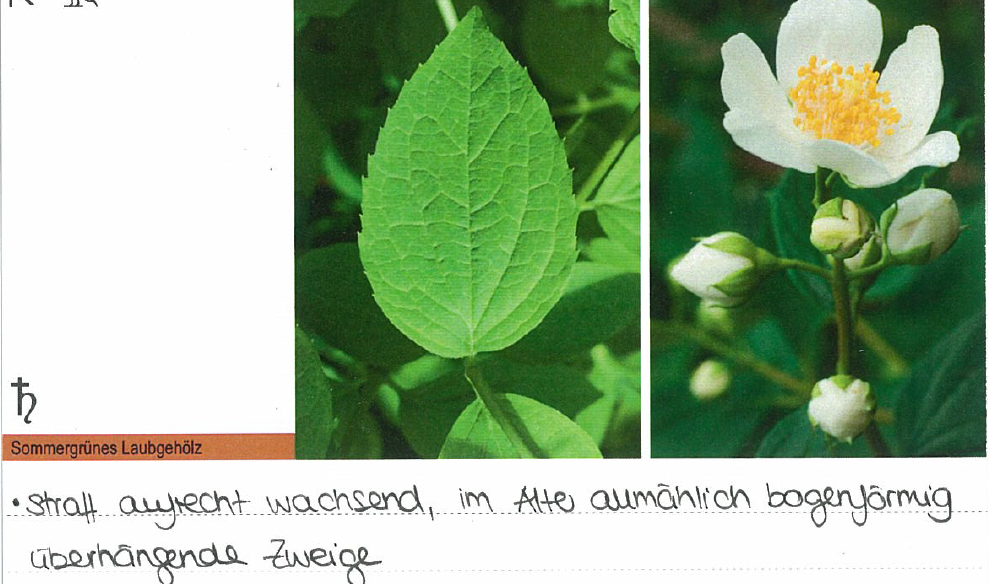 ♄
Sommergrünes Laubgehölz
• straff aufrecht wachsend, im Alter allmählich bogenförmig
überhängende Zweige